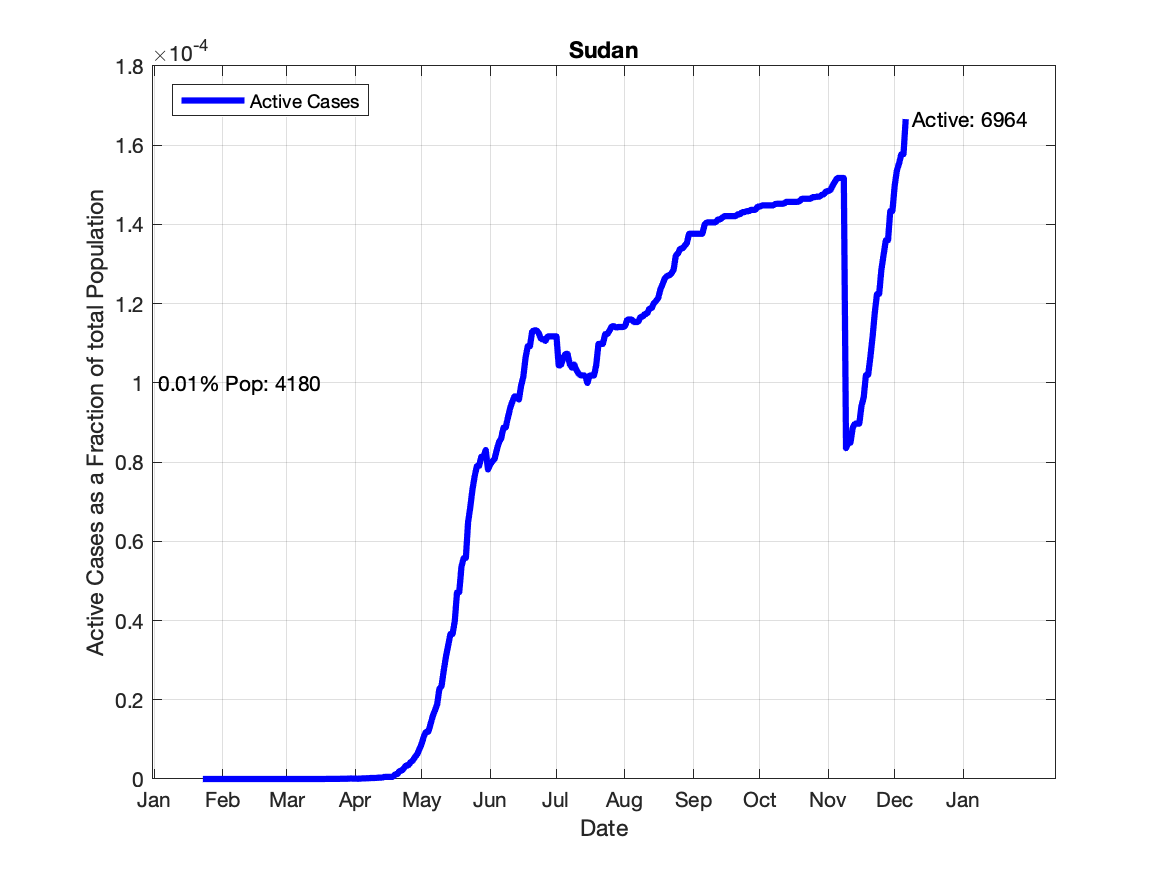 Sudan
×10^-4
Active Cases
Active: 6964
0.01% Pop: 4180
Active Cases as a Fraction of total Population
1.8
1.6
1.4
1.2
1
0.8
0.6
0.4
0.2
0
Jan Feb Mar Apr May Jun Jul Aug Sep Oct Nov Dec Jan
Date